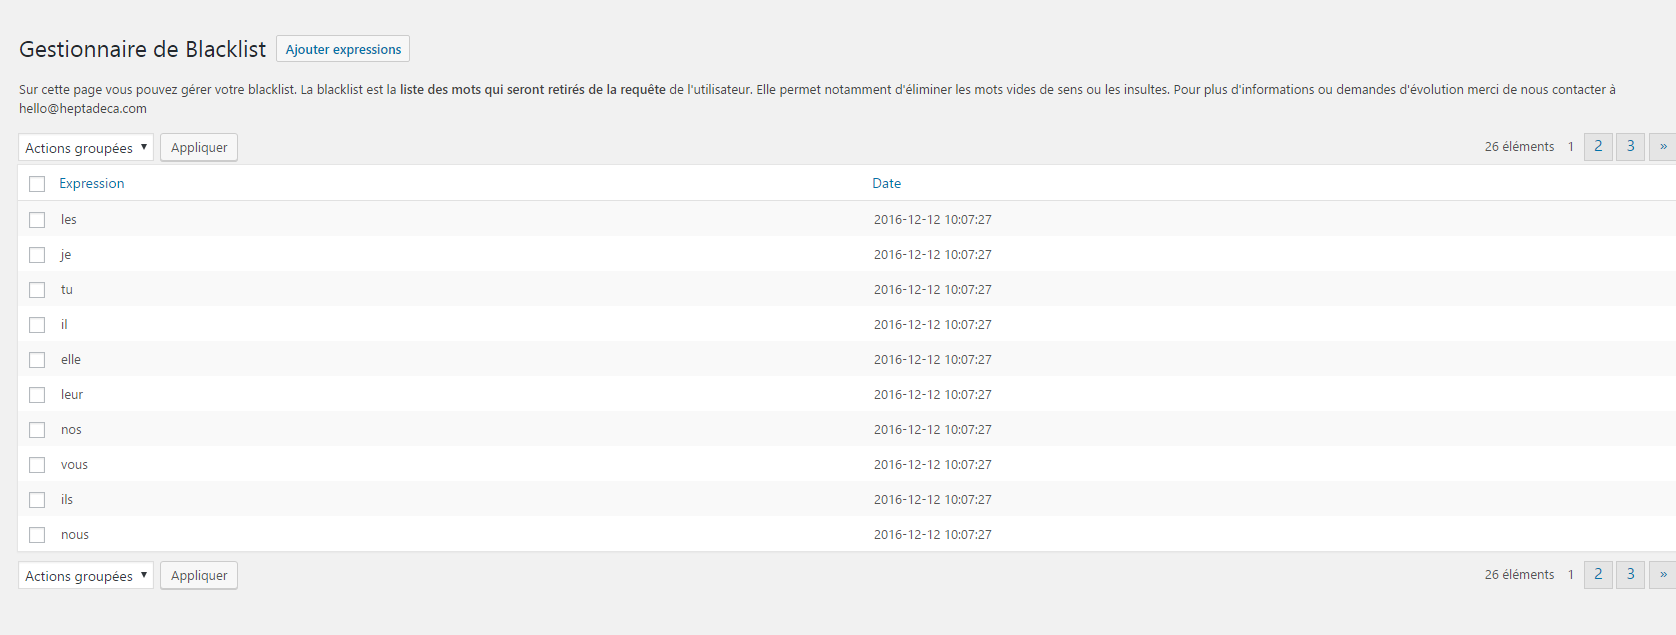 Gestionnaire de Blacklist Ajouter expressions
Sur cette page vous pouvez gérer votre blacklist. La blacklist est la liste des mots qui seront retirés de la requête de l'utilisateur. Elle permet notamment d'éliminer les mots vides de sens ou les insultes. Pour plus d'informations ou demandes d'évolution merci de nous contacter à
hello@heptadeca.com
Actions groupées ▼ Appliquer 26 éléments 1 2 3 »
Expression Date
les 2016-12-12 10:07:27
je 2016-12-12 10:07:27
tu 2016-12-12 10:07:27
il 2016-12-12 10:07:27
elle 2016-12-12 10:07:27
leur 2016-12-12 10:07:27
nos 2016-12-12 10:07:27
vous 2016-12-12 10:07:27
ils 2016-12-12 10:07:27
nous 2016-12-12 10:07:27
Actions groupées ▼ Appliquer 26 éléments 1 2 3 »